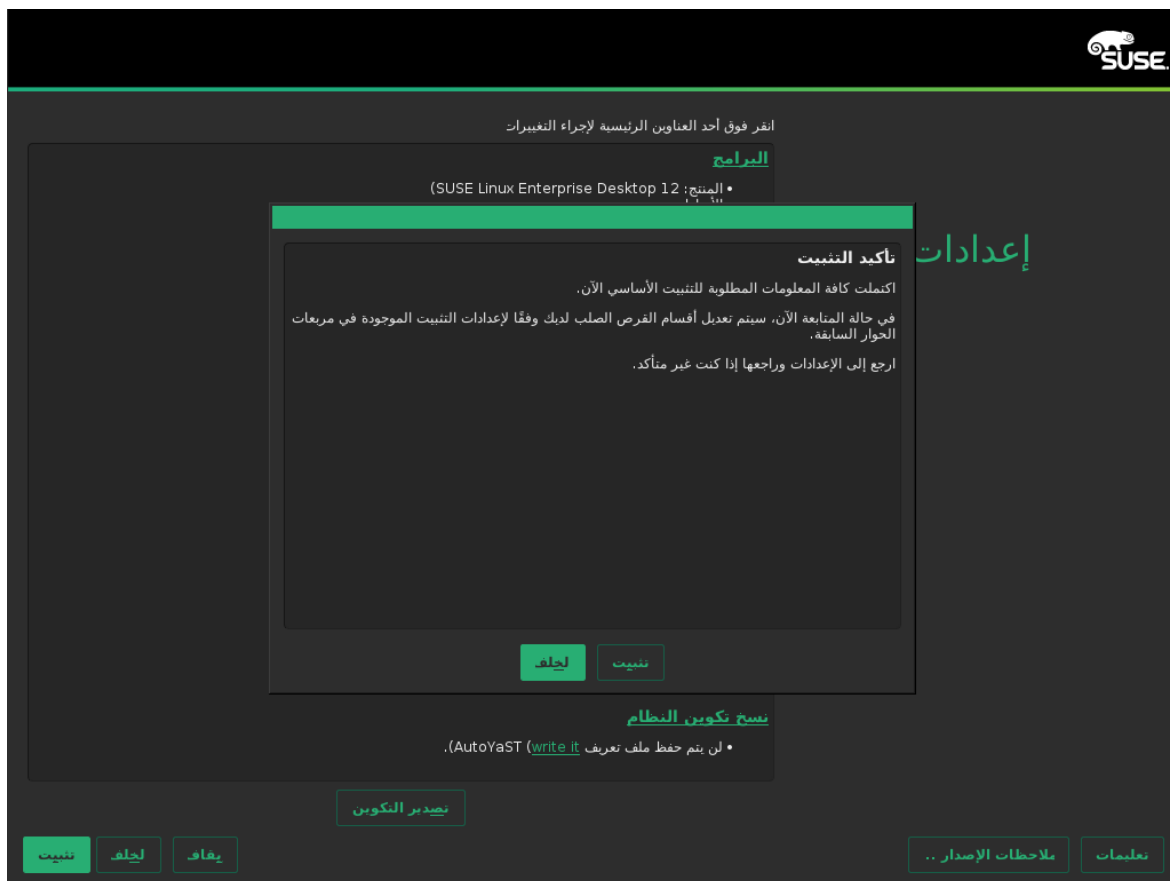 SUSE.
انقر فوق أحد العناوين الرئيسية لإجراء التغييرات
البرامج
• المنتج: SUSE Linux Enterprise Desktop 12)
إعدادات
تأكيد التثبيت
اكتملت كافة المعلومات المطلوبة للتثبيت الأساسي الآن.
في حالة المتابعة الآن، سيتم تعديل أقسام القرص الصلب لديك وفقًا لإعدادات التثبيت الموجودة في مربعات
الحوار السابقة.
ارجع إلى الإعدادات وراجعها إذا كنت غير متأكد.
تثبيت
لخلف
نسخ تكوين النظام
• لن يتم حفظ ملف تعريف AutoYaST (write it).
تصدير التكوين
تعليمات
ملاحظات الإصدار ..
يقاف
لخلف
تثبيت